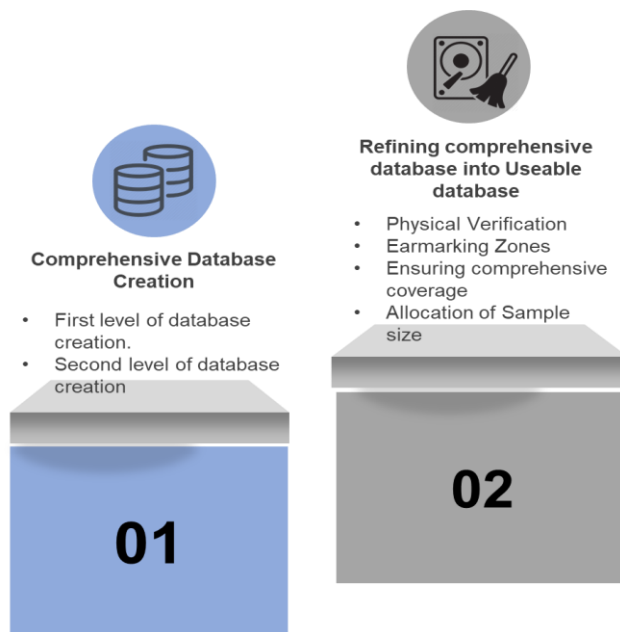 Comprehensive Database
Creation
• First level of database
creation.
• Second level of database
creation
01
Refining comprehensive
database into Useable
database
• Physical Verification
• Earmarking Zones
• Ensuring comprehensive
coverage
• Allocation of Sample
size
02